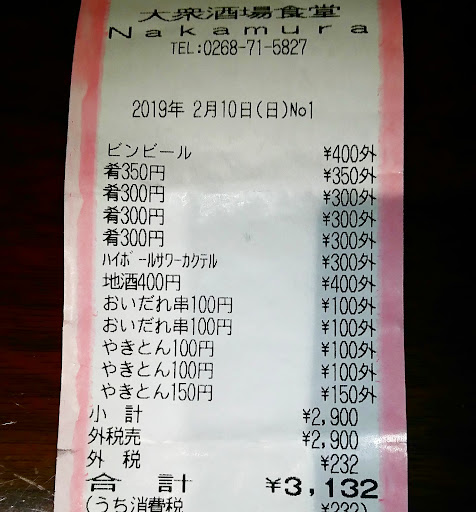 大衆酒場食堂
Nakamura
TEL:0268-71-5827
2019年 2月10日(日)No1
ビンビール ¥400外
肴350円 ¥350外
肴300円 ¥300外
肴300円 ¥300外
肴300円 ¥300外
ﾊｲﾎﾞｰﾙサワーカクテル ¥300外
地酒400円 ¥400外
おいだれ串100円 ¥100外
おいだれ串100円 ¥100外
やきとん100円 ¥100外
やきとん100円 ¥100外
やきとん150円 ¥150外
小 計 ¥2,900
外税売 ¥2,900
外 税 ¥232
合 計 ¥3,132
(うち消費税 ¥232)